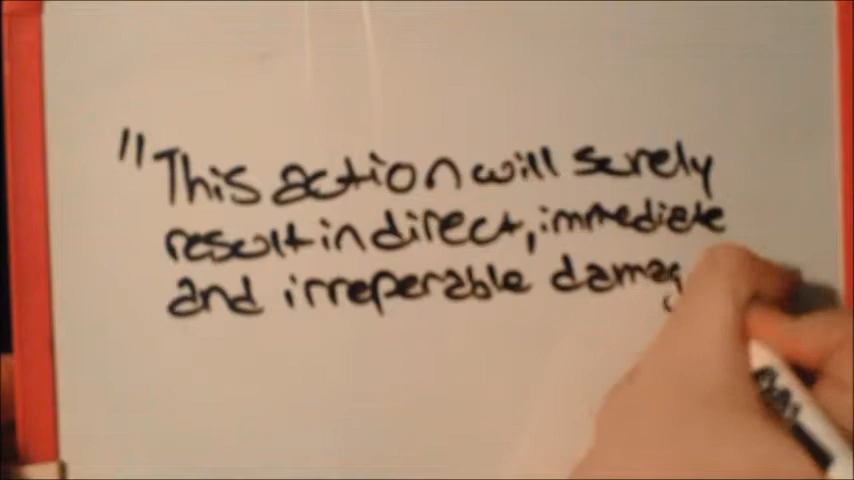 "This action will surely
result in direct, immediate
and irreperable damag